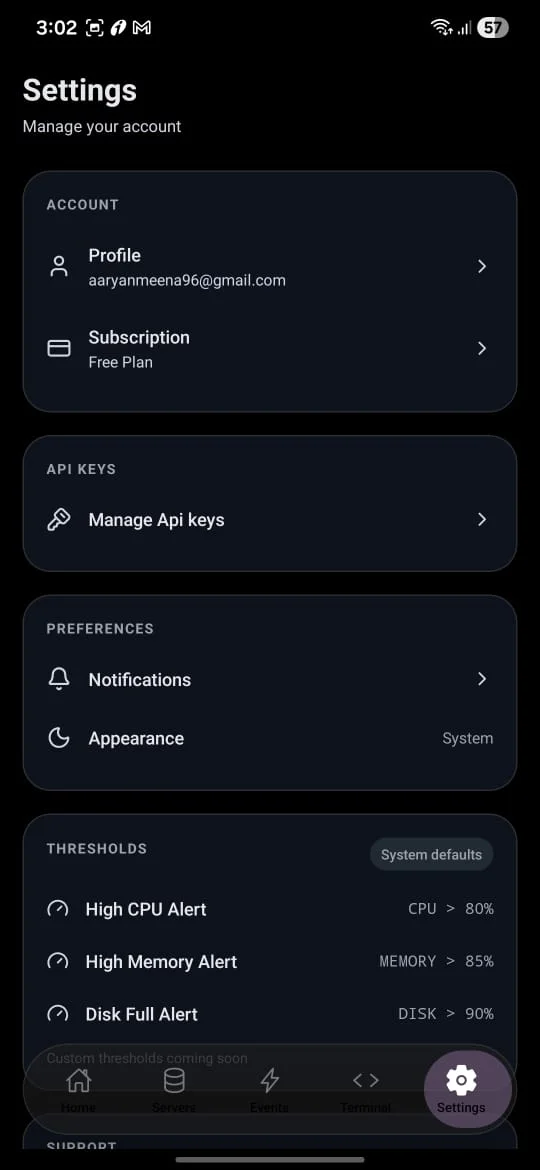 3:02
57
Settings
Manage your account
ACCOUNT
Profile
aaryanmeena96@gmail.com
Subscription
Free Plan
API KEYS
Manage Api keys
PREFERENCES
Notifications
Appearance
System
THRESHOLDS
System defaults
High CPU Alert
CPU > 80%
High Memory Alert
MEMORY > 85%
Disk Full Alert
DISK > 90%
Custom thresholds coming soon
Home
Servers
Events
Terminal
Settings
SUPPORT